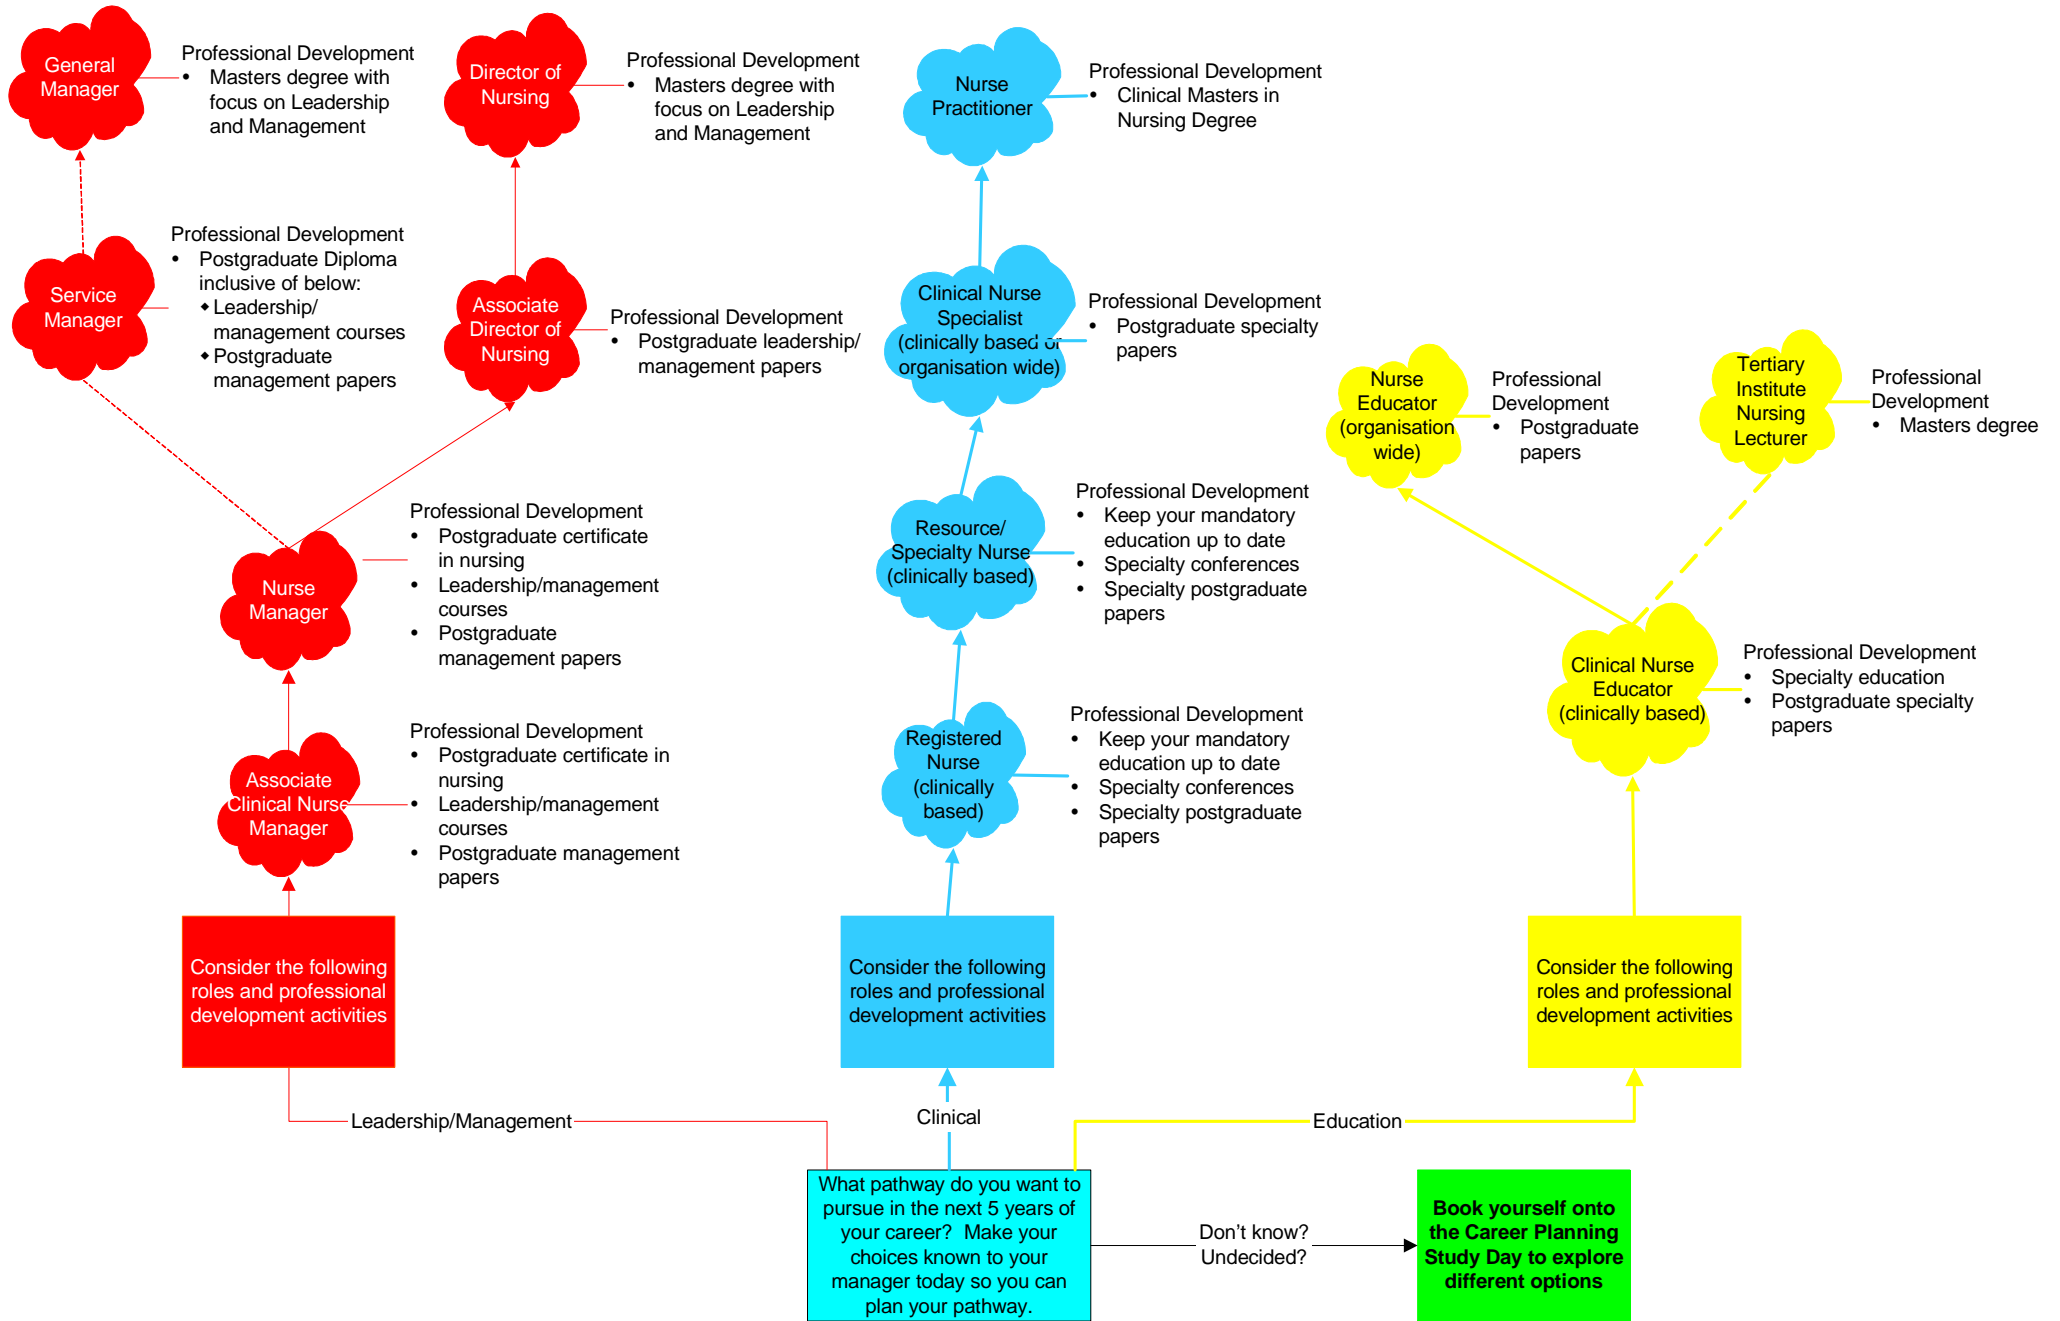 General
Manager
Professional Development
• Masters degree with
focus on Leadership
and Management
Director of
Nursing
Professional Development
• Masters degree with
focus on Leadership
and Management
Nurse
Practitioner
Professional Development
• Clinical Masters in
Nursing Degree
Service
Manager
Professional Development
• Postgraduate Diploma
inclusive of below:
◆Leadership/
management courses
◆Postgraduate
management papers
Associate
Director of
Nursing
Professional Development
• Postgraduate leadership/
management papers
Clinical Nurse
Specialist
(clinically based or
organisation wide)
Professional Development
• Postgraduate specialty
papers
Nurse
Educator
(organisation
wide)
Professional
Development
• Postgraduate
papers
Tertiary
Institute
Nursing
Lecturer
Professional
Development
• Masters degree
Nurse
Manager
Professional Development
• Postgraduate certificate
in nursing
• Leadership/management
courses
• Postgraduate
management papers
Resource/
Specialty Nurse
(clinically based)
Professional Development
• Keep your mandatory
education up to date
• Specialty conferences
• Specialty postgraduate
papers
Clinical Nurse
Educator
(clinically based)
Professional Development
• Specialty education
• Postgraduate specialty
papers
Associate
Clinical Nurse
Manager
Professional Development
• Postgraduate certificate in
nursing
• Leadership/management
courses
• Postgraduate management
papers
Registered
Nurse
(clinically
based)
Professional Development
• Keep your mandatory
education up to date
• Specialty conferences
• Specialty postgraduate
papers
Consider the following
roles and professional
development activities
Consider the following
roles and professional
development activities
Consider the following
roles and professional
development activities
Leadership/Management
Clinical
Education
What pathway do you want to
pursue in the next 5 years of
your career? Make your
choices known to your
manager today so you can
plan your pathway.
Don't know?
Undecided?
Book yourself onto
the Career Planning
Study Day to explore
different options